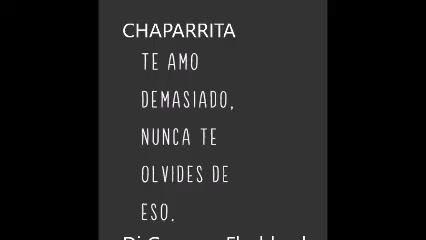 CHAPARRITA
TE AMO
DEMASIADO,
NUNCA TE
OLVIDES DE
ESO.